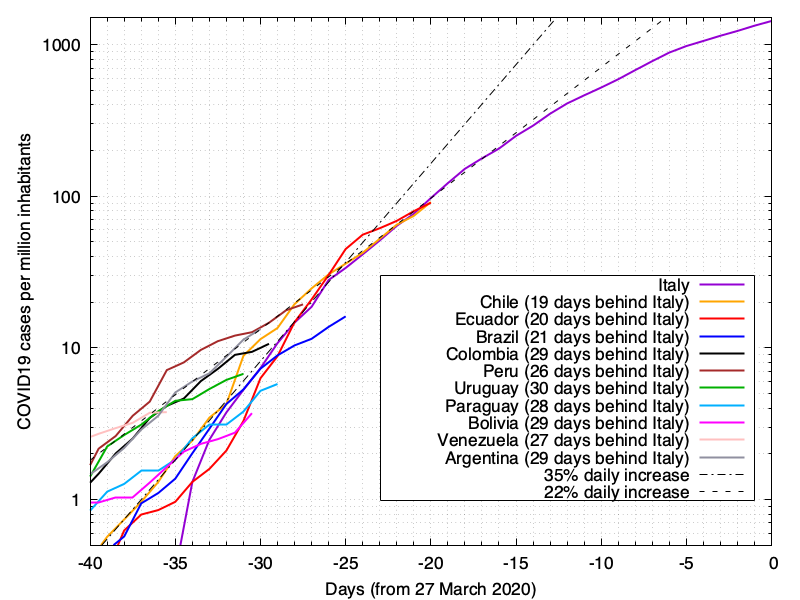 1000
100
10
1
COVID19 cases per million inhabitants
Italy
Chile (19 days behind Italy)
Ecuador (20 days behind Italy)
Brazil (21 days behind Italy)
Colombia (29 days behind Italy)
Peru (26 days behind Italy)
Uruguay (30 days behind Italy)
Paraguay (28 days behind Italy)
Bolivia (29 days behind Italy)
Venezuela (27 days behind Italy)
Argentina (29 days behind Italy)
35% daily increase
22% daily increase
-40 -35 -30 -25 -20 -15 -10 -5 0
Days (from 27 March 2020)